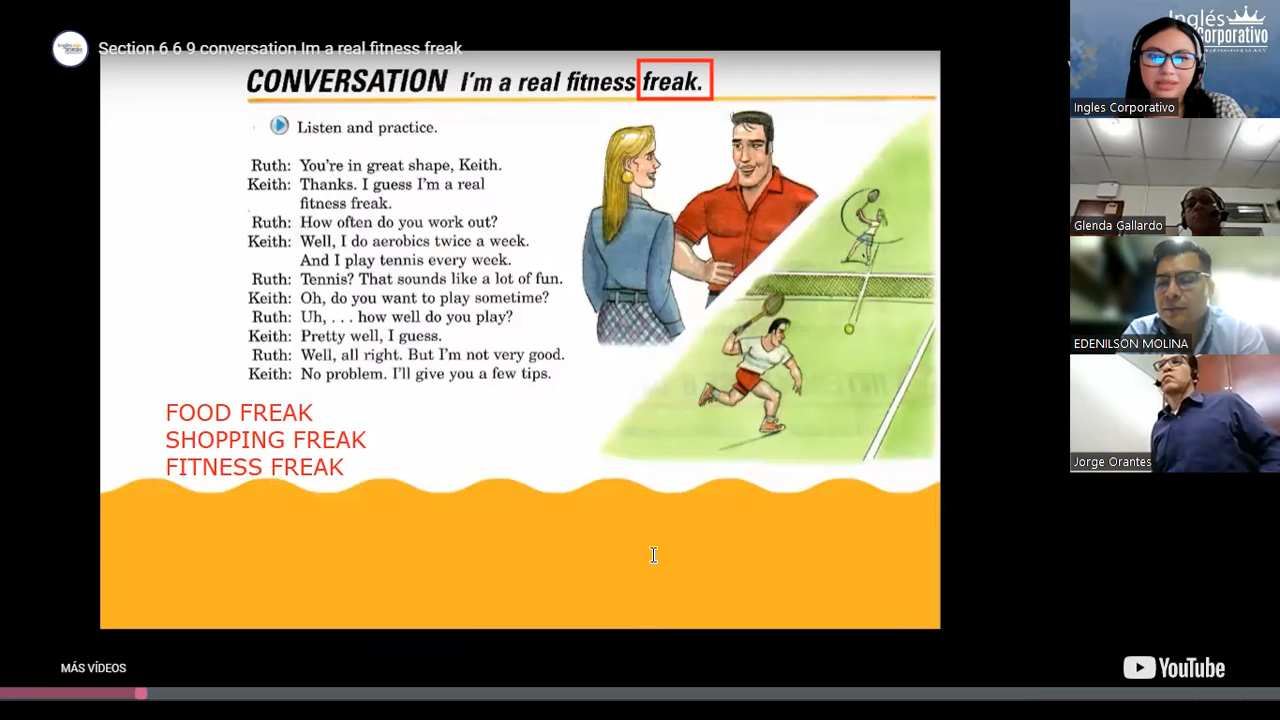 Section 6 6 9 conversation Im a real fitness freak
CONVERSATION I'm a real fitness freak.
Listen and practice.
Ruth: You're in great shape, Keith.
Keith: Thanks. I guess I'm a real
fitness freak.
Ruth: How often do you work out?
Keith: Well, I do aerobics twice a week.
And I play tennis every week.
Ruth: Tennis? That sounds like a lot of fun.
Keith: Oh, do you want to play sometime?
Ruth: Uh, . . . how well do you play?
Keith: Pretty well, I guess.
Ruth: Well, all right. But I'm not very good.
Keith: No problem. I'll give you a few tips.
FOOD FREAK
SHOPPING FREAK
FITNESS FREAK
MÁS VÍDEOS
YouTube
Inglés
Corporativo
Ingles Corporativo
Glenda Gallardo
EDENILSON MOLINA
Jorge Orantes